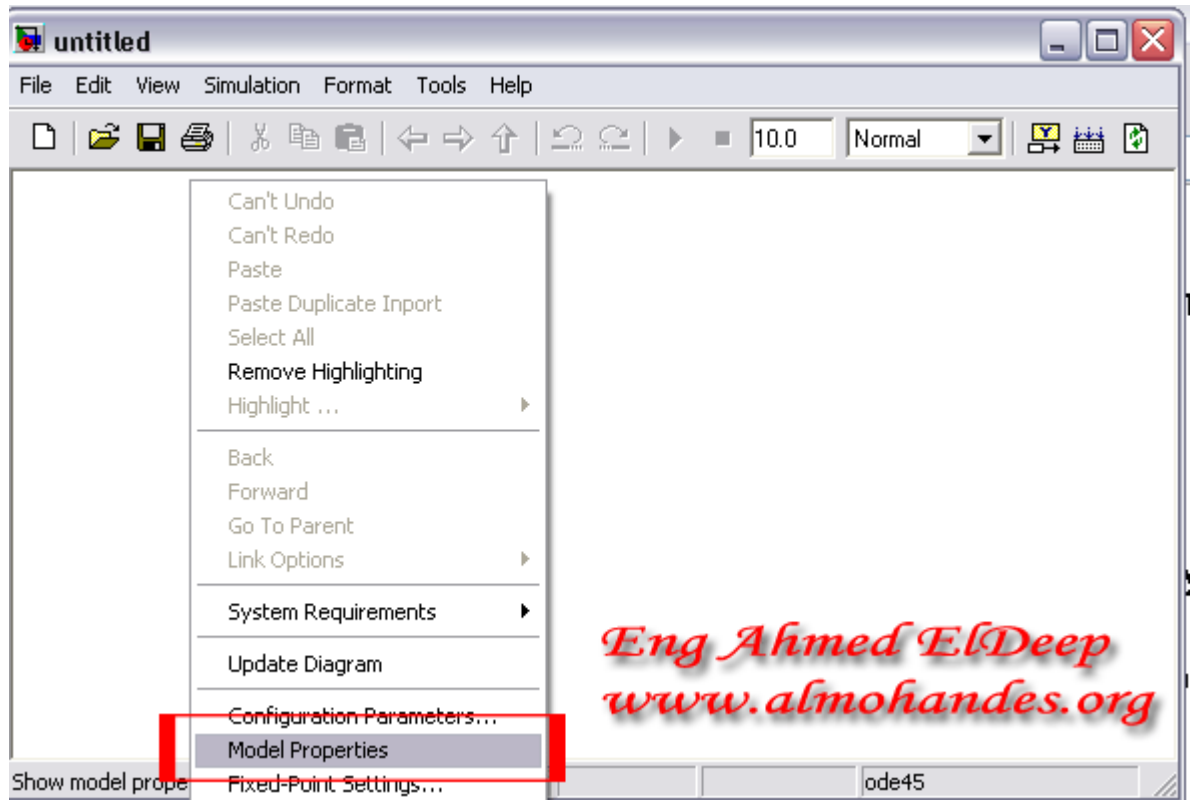 untitled
File Edit View Simulation Format Tools Help
10.0 Normal
Can't Undo
Can't Redo
Paste
Paste Duplicate Inport
Select All
Remove Highlighting
Highlight ...
Back
Forward
Go To Parent
Link Options
System Requirements
Update Diagram
Configuration Parameters...
Model Properties
Fixed-Point Settings...
Eng Ahmed ElDeep
www.almohandes.org
Show model prope
ode45